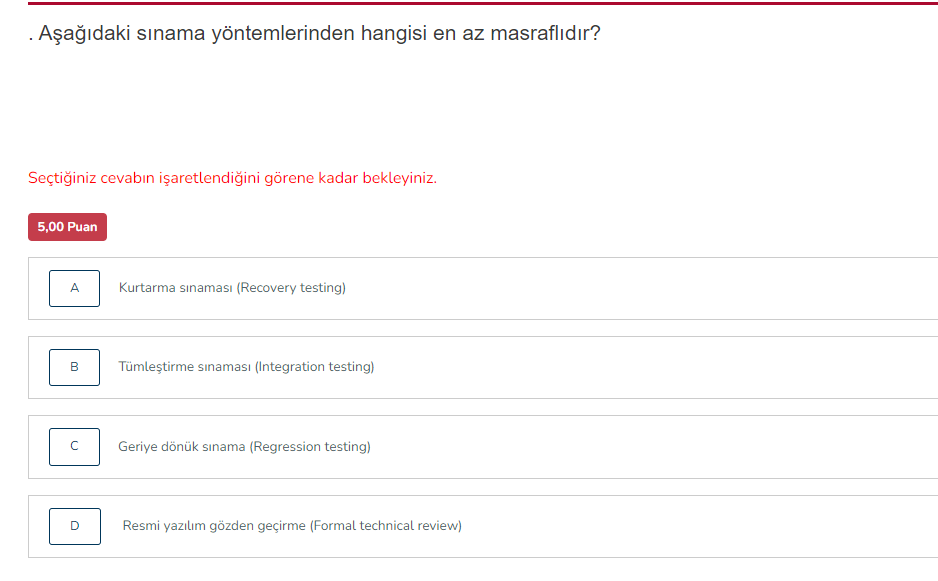 . Aşağıdaki sınama yöntemlerinden hangisi en az masraflıdır?
Seçtiğiniz cevabın işaretlendiğini görene kadar bekleyiniz.
5,00 Puan
A Kurtarma sınaması (Recovery testing)
B Tümleştirme sınaması (Integration testing)
C Geriye dönük sınama (Regression testing)
D Resmi yazılım gözden geçirme (Formal technical review)